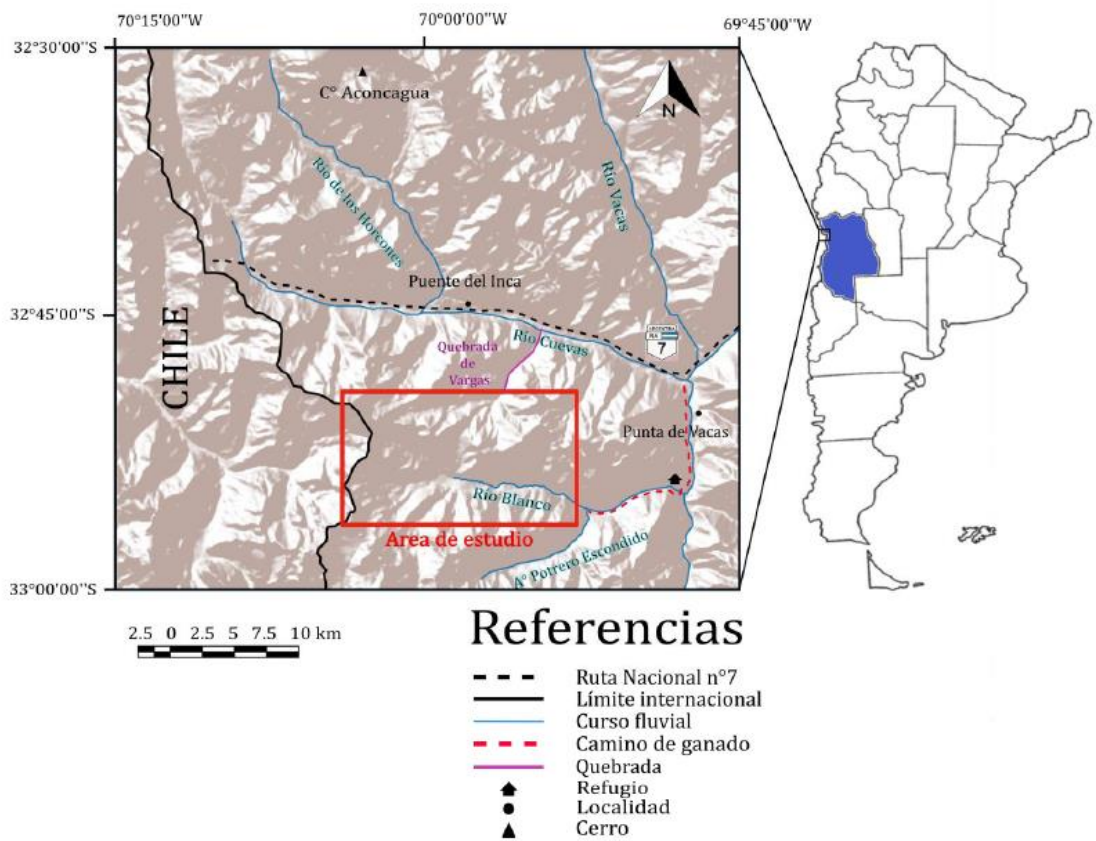 70°15'00"W
70°00'00"W
69°45'00"W
32°30'00"S
C° Aconcagua
N
Río de las Horcones
Río Vacas
Puente del Inca
32°45'00"S
CHILE
Río Cuevas
ARGENTINA
7
Quebrada
de
Vargas
Punta de Vacas
Río Blanco
Area de estudio
A° Potrero Escondido
33°00'00"S
2.5 0 2.5 5 7.5 10 km
Referencias
Ruta Nacional n°7
Límite internacional
Curso fluvial
Camino de ganado
Quebrada
Refugio
Localidad
Cerro